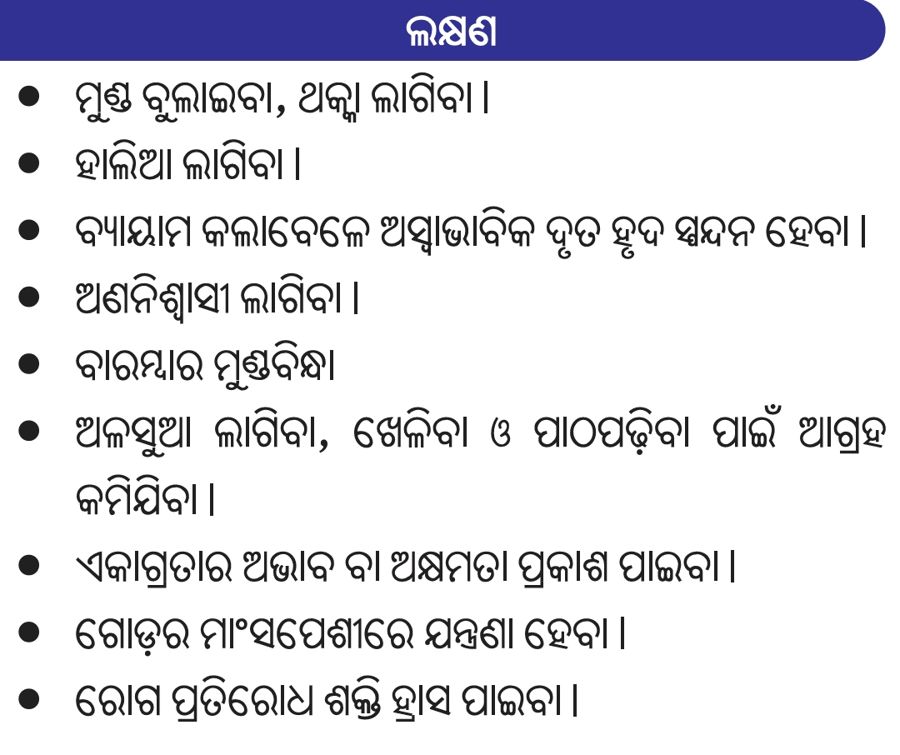 ଲକ୍ଷଣ
● ମୁଣ୍ଡ ବୁଲାଇବା, ଥକ୍କା ଲାଗିବା।
● ହାଲିଆ ଲାଗିବା।
● ବ୍ୟାୟାମ କଲାବେଳେ ଅସ୍ୱାଭାବିକ ଦୃତ ହୃଦ ସ୍ପନ୍ଦନ ହେବା।
● ଅଣନିଶ୍ୱାସୀ ଲାଗିବା।
● ବାରମ୍ବାର ମୁଣ୍ଡବିନ୍ଧା
● ଅଳସୁଆ ଲାଗିବା, ଖେଳିବା ଓ ପାଠପଢ଼ିବା ପାଇଁ ଆଗ୍ରହ
କମିଯିବା।
● ଏକାଗ୍ରତାର ଅଭାବ ବା ଅକ୍ଷମତା ପ୍ରକାଶ ପାଇବା।
● ଗୋଡ଼ର ମାଂସପେଶୀରେ ଯନ୍ତ୍ରଣା ହେବା।
● ରୋଗ ପ୍ରତିରୋଧ ଶକ୍ତି ହ୍ରାସ ପାଇବା।